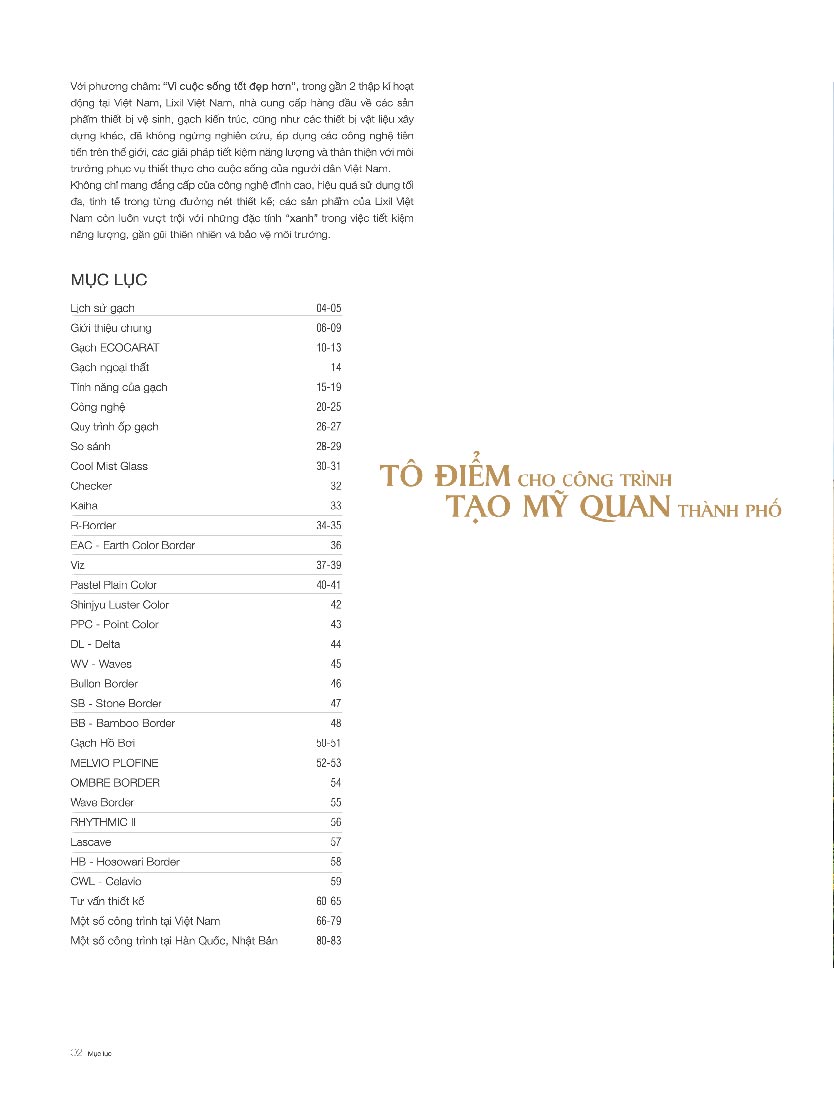 Với phương châm: “Vì cuộc sống tốt đẹp hơn”, trong gần 2 thập kỉ hoạt
động tại Việt Nam, Lixil Việt Nam, nhà cung cấp hàng đầu về các sản
phẩm thiết bị vệ sinh, gạch kiến trúc, cũng như các thiết bị vật liệu xây
dựng khác, đã không ngừng nghiên cứu, áp dụng các công nghệ tiên
tiến trên thế giới, các giải pháp tiết kiệm năng lượng và thân thiện với môi
trường phục vụ thiết thực cho cuộc sống của người dân Việt Nam.
Không chỉ mang đẳng cấp của công nghệ đỉnh cao, hiệu quả sử dụng tối
đa, tinh tế trong từng đường nét thiết kế; các sản phẩm của Lixil Việt
Nam còn luôn vượt trội với những đặc tính “xanh” trong việc tiết kiệm
năng lượng, gần gũi thiên nhiên và bảo vệ môi trường.
MỤC LỤC
Lịch sử gạch 04-05
Giới thiệu chung 06-09
Gạch ECOCARAT 10-13
Gạch ngoại thất 14
Tính năng của gạch 15-19
Công nghệ 20-25
Quy trình ốp gạch 26-27
So sánh 28-29
Cool Mist Glass 30-31
Checker 32
Kaiha 33
R-Border 34-35
EAC - Earth Color Border 36
Viz 37-39
Pastel Plain Color 40-41
Shinjyu Luster Color 42
PPC - Point Color 43
DL - Delta 44
WV - Waves 45
Bullon Border 46
SB - Stone Border 47
BB - Bamboo Border 48
Gạch Hồ Bơi 50-51
MELVIO PLOFINE 52-53
OMBRE BORDER 54
Wave Border 55
RHYTHMIC II 56
Lascave 57
HB - Hosowari Border 58
CWL - Celavio 59
Tư vấn thiết kế 60-65
Một số công trình tại Việt Nam 66-79
Một số công trình tại Hàn Quốc, Nhật Bản 80-83
TÔ ĐIỂM CHO CÔNG TRÌNH
TẠO MỸ QUAN THÀNH PHỐ
02 Mục lục